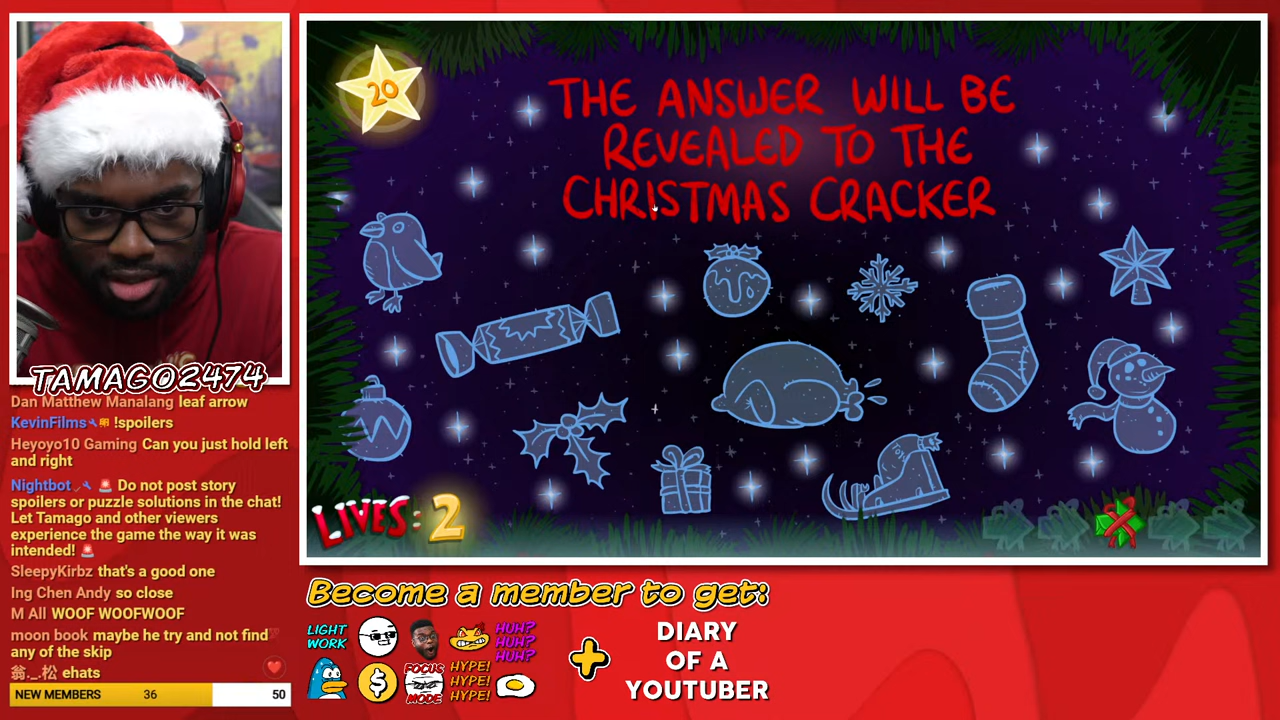 20
THE ANSWER WILL BE
REVEALED TO THE
CHRISTMAS CRACKER
LIVES: 2
TAMAGO2474
Dan Matthew Manalang leaf arrow
KevinFilms !spoilers
Heyoyo10 Gaming Can you just hold left
and right
Nightbot Do not post story
spoilers or puzzle solutions in the chat!
Let Tamago and other viewers
experience the game the way it was
intended!
SleepyKirbz that's a good one
Ing Chen Andy so close
M All WOOF WOOFWOOF
moon book maybe he try and not find
any of the skip
翁._.松 ehats
NEW MEMBERS 36 50
Become a member to get:
LIGHT
WORK
HUH?
HUH?
HUH?
FOCUS
MODE
HYPE!
HYPE!
HYPE!
DIARY
OF A
YOUTUBER